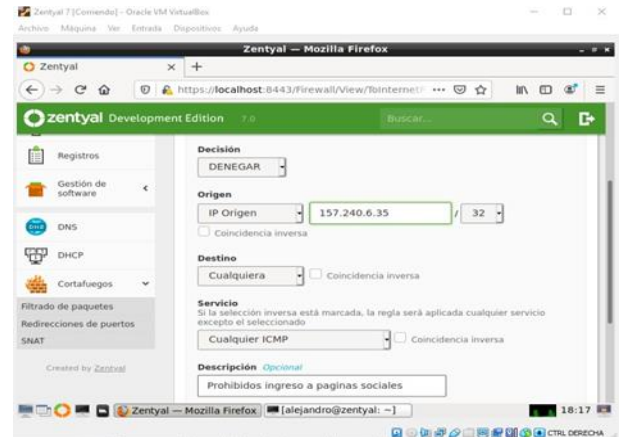 Zentyal 7 [Corriendo] - Oracle VM VirtualBox
Archivo Máquina Ver Entrada Dispositivos Ayuda
Zentyal — Mozilla Firefox
Zentyal
https://localhost:8443/Firewall/View/ToInternet
zentyal Development Edition 7.0
Buscar...
Registros
Gestión de software
DNS
DHCP
Cortafuegos
Filtrado de paquetes
Redirecciones de puertos
SNAT
Created by Zentyal
Decisión
DENEGAR
Origen
IP Origen 157.240.6.35 / 32
Coincidencia inversa
Destino
Cualquiera Coincidencia inversa
Servicio
Si la selección inversa está marcada, la regla será aplicada cualquier servicio
excepto el seleccionado
Cualquier ICMP Coincidencia inversa
Descripción Opcional
Prohibidos ingreso a paginas sociales
Zentyal — Mozilla Firefox [alejandro@zentyal: ~] 18:17
CTRL DERECHA